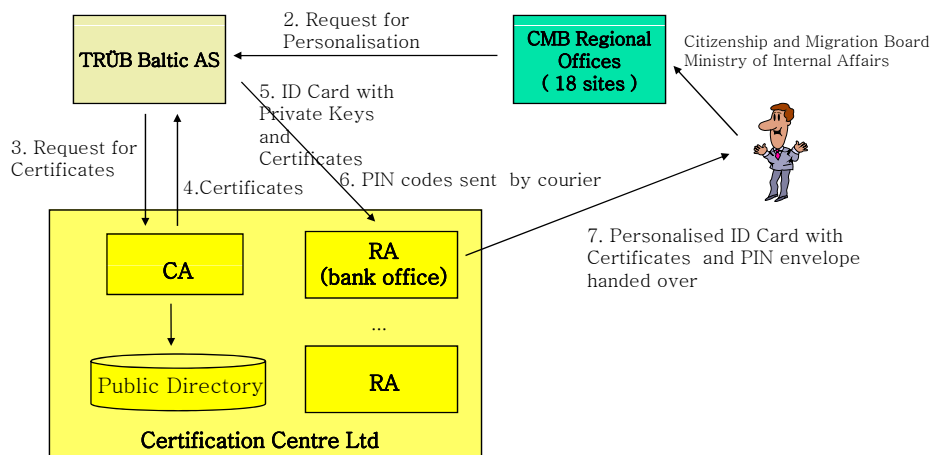 2. Request for
Personalisation
TRÜB Baltic AS
CMB Regional
Offices
( 18 sites )
Citizenship and Migration Board
Ministry of Internal Affairs
5. ID Card with
Private Keys
and
Certificates
3. Request for
Certificates
4.Certificates
6. PIN codes sent by courier
7. Personalised ID Card with
Certificates and PIN envelope
handed over
CA
RA
(bank office)
...
Public Directory
RA
Certification Centre Ltd